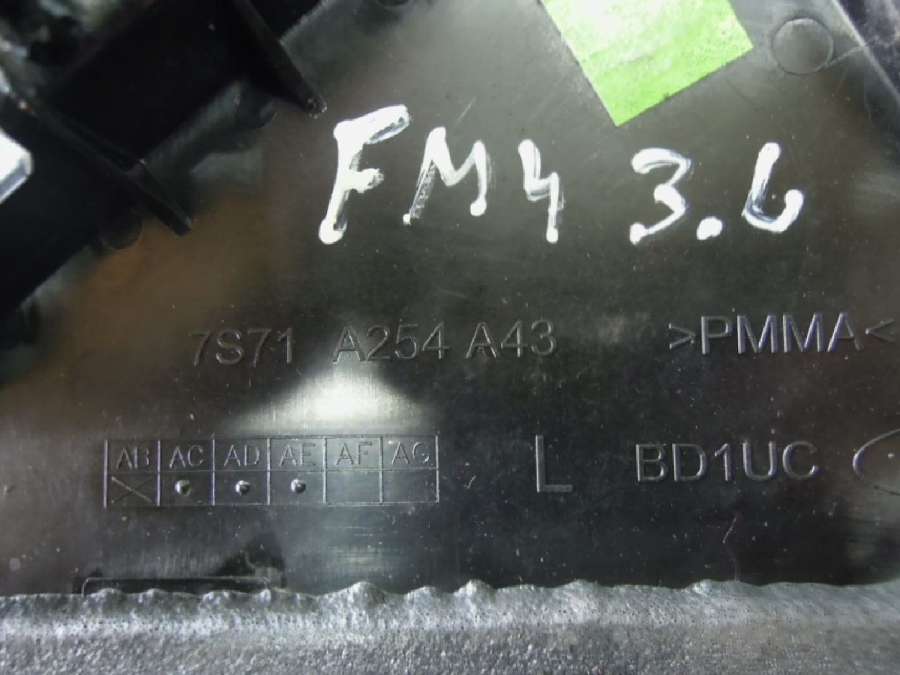 FM4 3.6
7S71 A254 A43 >PMMA<
AB AC AD AE AF AG
L BD1UC